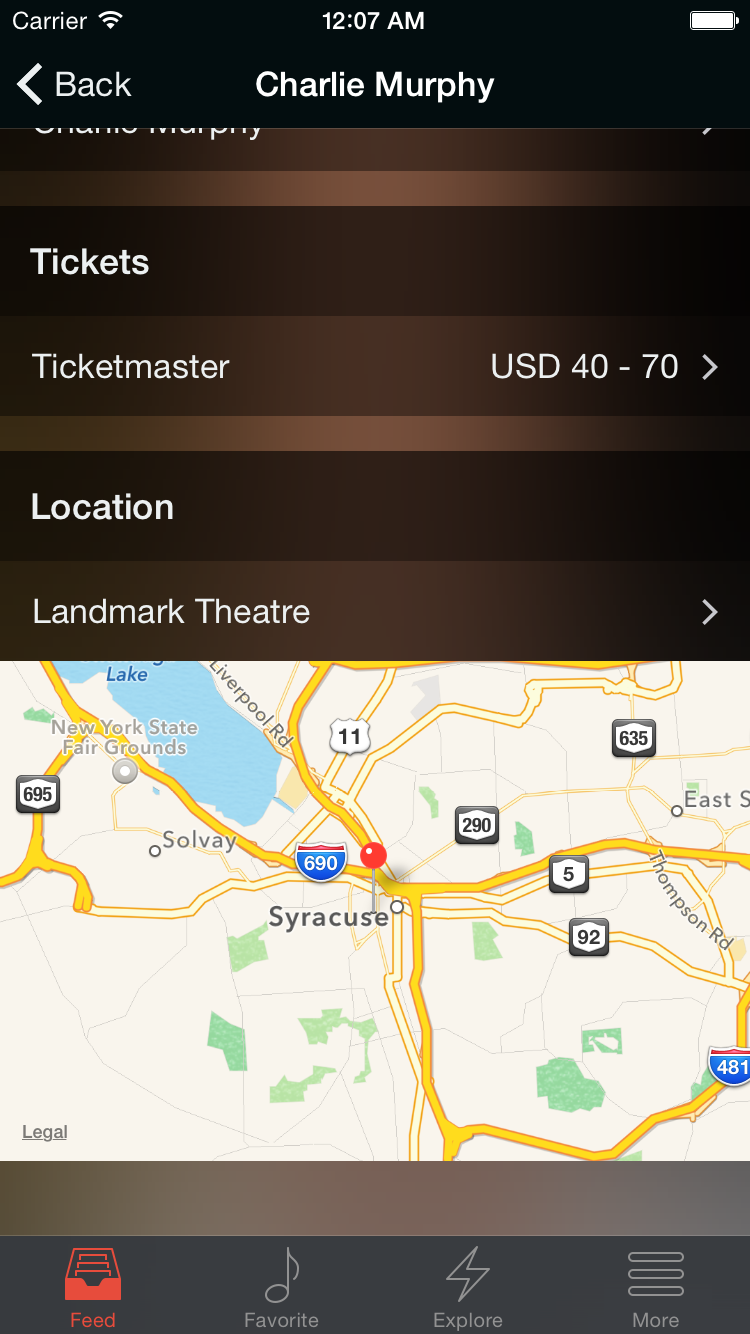 Carrier 12:07 AM
Back Charlie Murphy
Charlie Murphy
Tickets
Ticketmaster USD 40 - 70
Location
Landmark Theatre
Lake
Liverpool Rd
New York State
Fair Grounds
11
635
695
East S
290
Solvay
690
5
Thompson Rd
Syracuse
92
481
Legal
Feed Favorite Explore More